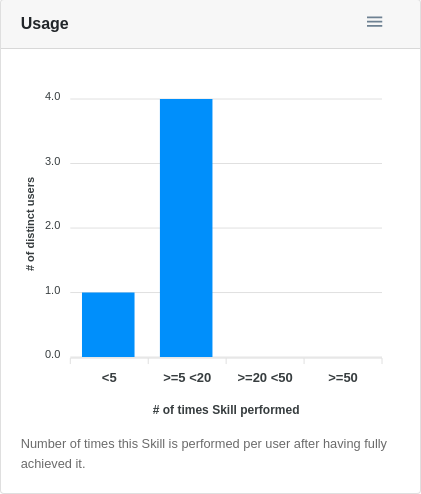 Usage
4.0
3.0
2.0
1.0
0.0
# of distinct users
<5 >=5 <20 >=20 <50 >=50
# of times Skill performed
Number of times this Skill is performed per user after having fully
achieved it.